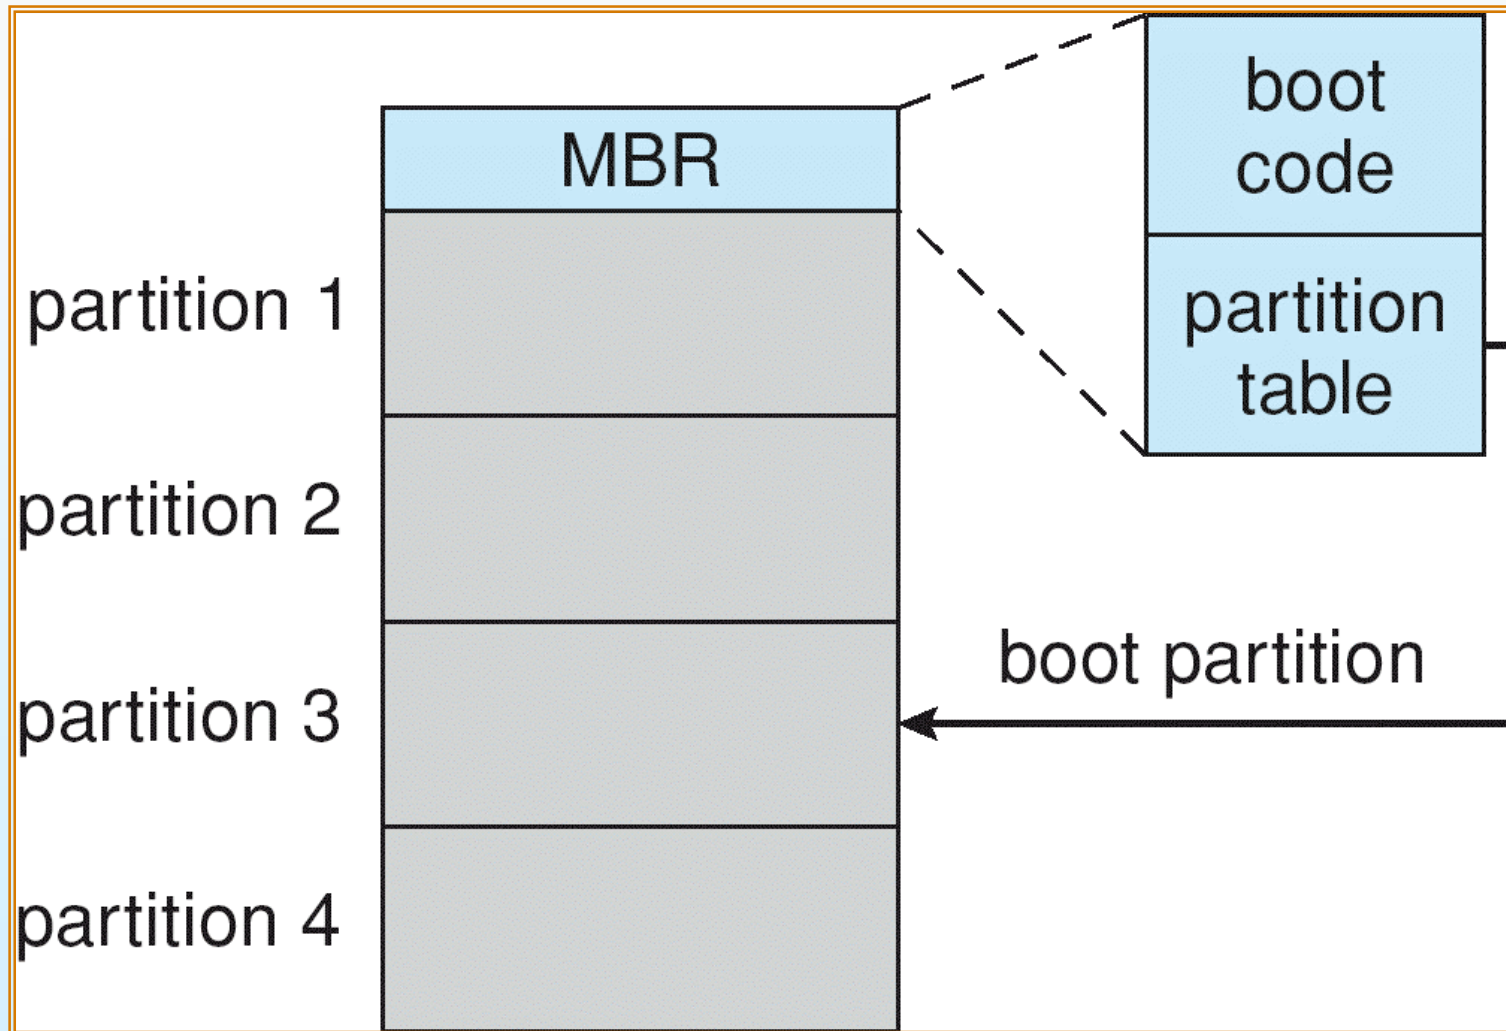 boot
code
MBR
partition 1
partition
table
partition 2
boot partition
partition 3
partition 4